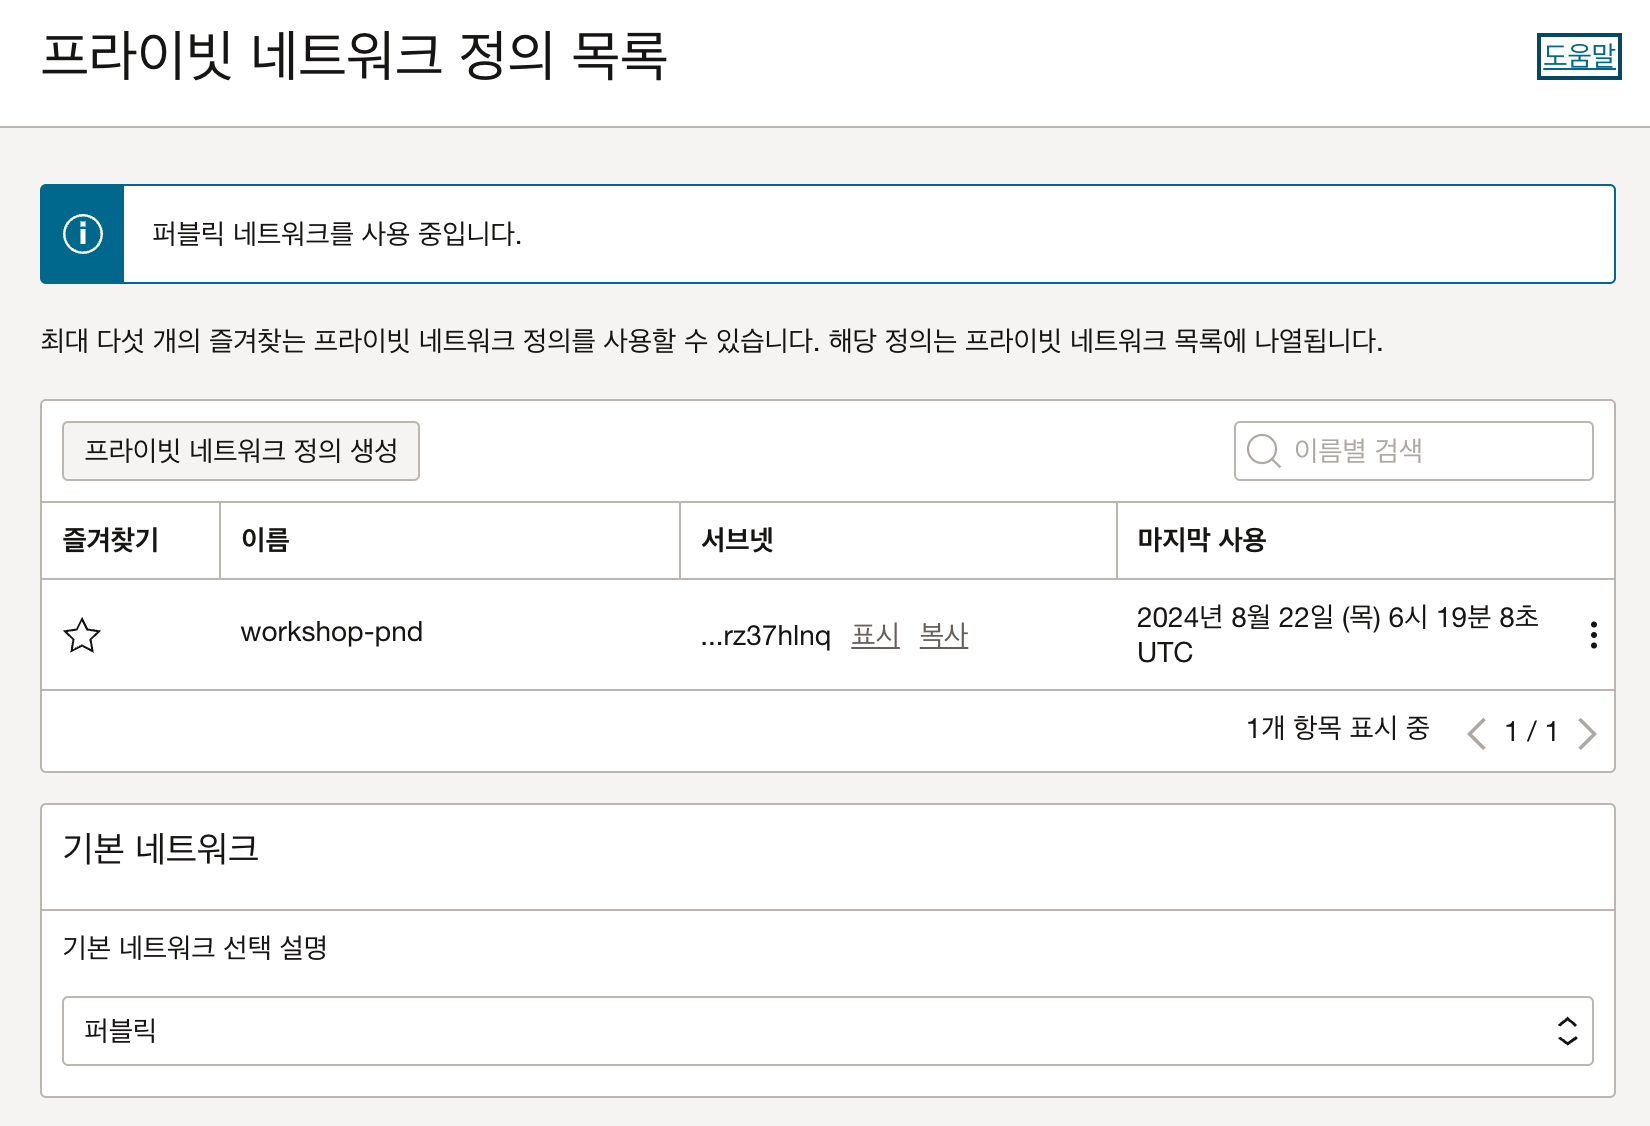 프라이빗 네트워크 정의 목록
도움말
퍼블릭 네트워크를 사용 중입니다.
최대 다섯 개의 즐겨찾는 프라이빗 네트워크 정의를 사용할 수 있습니다. 해당 정의는 프라이빗 네트워크 목록에 나열됩니다.
프라이빗 네트워크 정의 생성
이름별 검색
즐겨찾기 이름 서브넷 마지막 사용
workshop-pnd ...rz37hlnq 표시 복사 2024년 8월 22일 (목) 6시 19분 8초
UTC
1개 항목 표시 중 1 / 1
기본 네트워크
기본 네트워크 선택 설명
퍼블릭